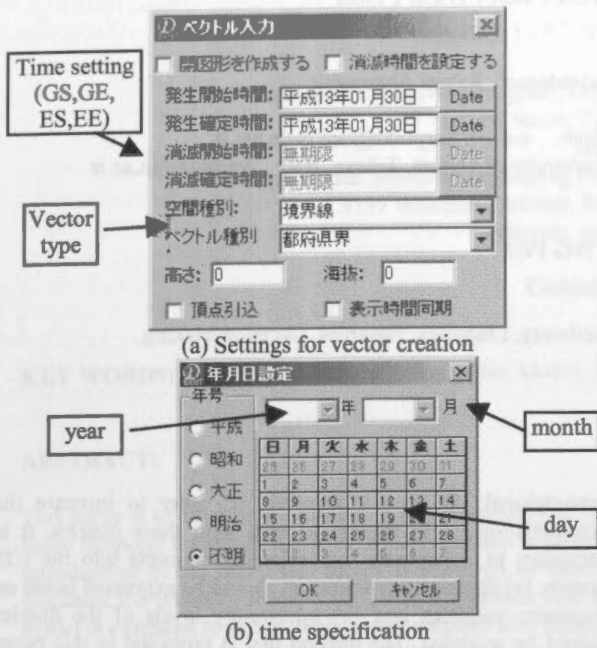 ベクトル入力
開図形を作成する 消滅時間を設定する
Time setting
(GS,GE,
ES,EE)
発生開始時間: 平成13年01月30日 Date
発生確定時間: 平成13年01月30日 Date
消滅開始時間: 無期限 Date
消滅確定時間: 無期限 Date
Vector
type
空間種別: 境界線
ベクトル種別 都府県界
高さ: 0 海抜: 0
頂点引込 表示時間同期
(a) Settings for vector creation
年月日設定
年号
year
年 月
month
平成
昭和
大正
明治
不明
日 月 火 水 木 金 土
25 26 27 28 29 30 31
1 2 3 4 5 6 7
8 9 10 11 12 13 14
15 16 17 18 19 20 21
22 23 24 25 26 27 28
1 2 3 4 5 6 7
day
OK キャンセル
(b) time specification